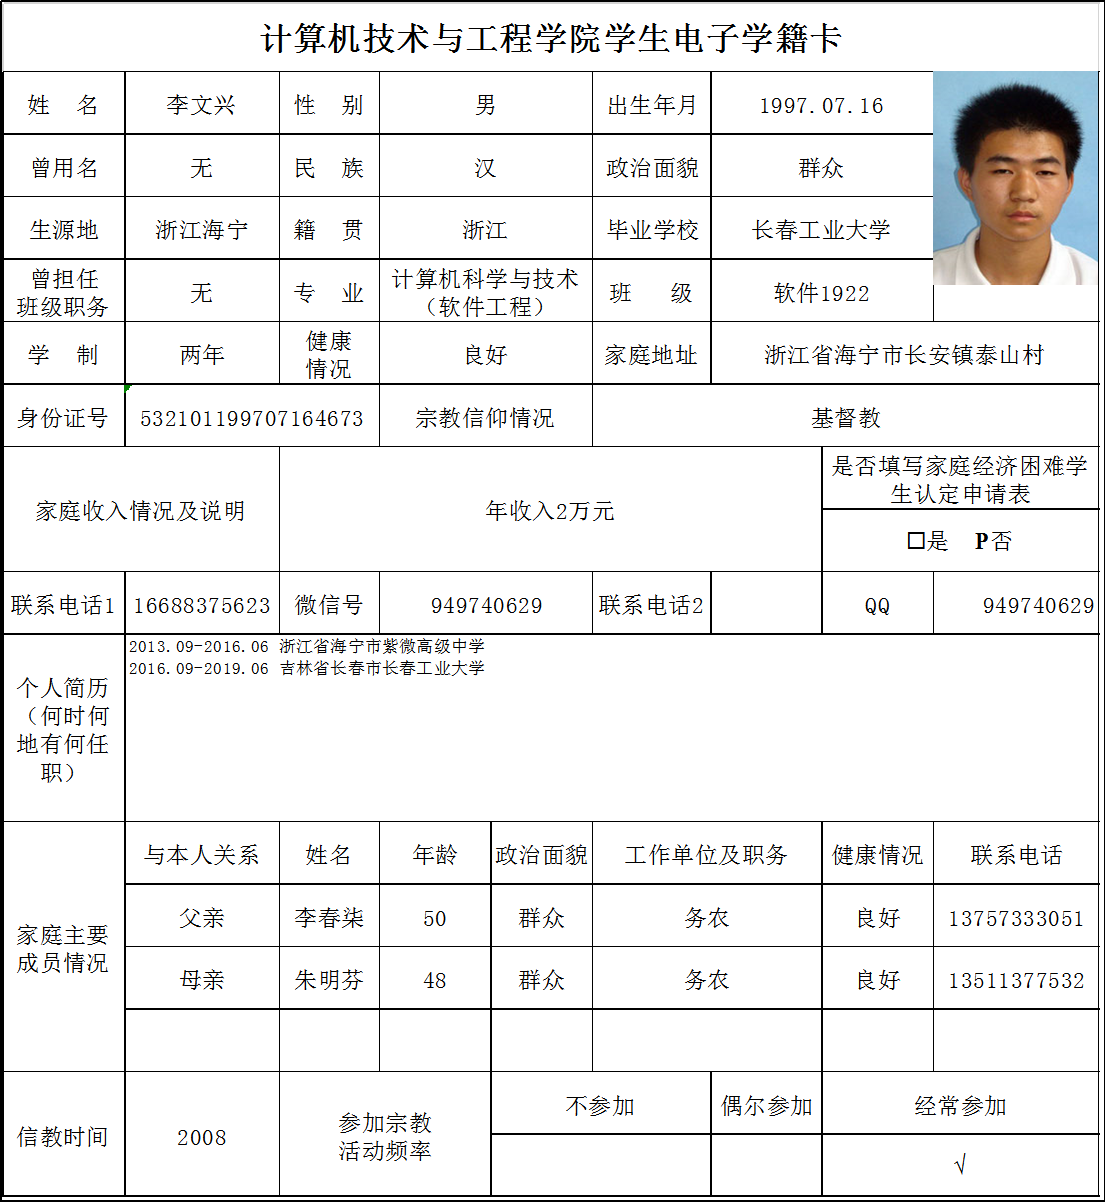 计算机技术与工程学院学生电子学籍卡
姓 名 李文兴 性 别 男 出生年月 1997.07.16
曾用名 无 民 族 汉 政治面貌 群众
生源地 浙江海宁 籍 贯 浙江 毕业学校 长春工业大学
曾担任
班级职务 无 专 业 计算机科学与技术
（软件工程） 班 级 软件1922
学 制 两年 健康
情况 良好 家庭地址 浙江省海宁市长安镇泰山村
身份证号 532101199707164673 宗教信仰情况 基督教
家庭收入情况及说明 年收入2万元 是否填写家庭经济困难学
生认定申请表
□是 P否
联系电话1 16688375623 微信号 949740629 联系电话2 QQ 949740629
个人简历
（何时何
地有何任
职）
2013.09-2016.06 浙江省海宁市紫微高级中学
2016.09-2019.06 吉林省长春市长春工业大学
家庭主要
成员情况
与本人关系 姓名 年龄 政治面貌 工作单位及职务 健康情况 联系电话
父亲 李春柒 50 群众 务农 良好 13757333051
母亲 朱明芬 48 群众 务农 良好 13511377532
信教时间 2008 参加宗教
活动频率 不参加 偶尔参加 经常参加
√